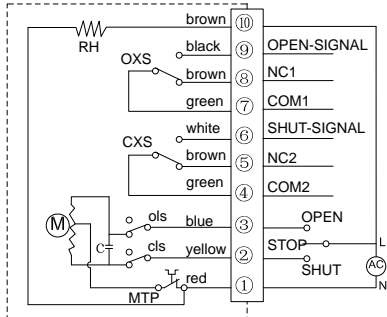 brown ⑩
RH
black ⑨ OPEN-SIGNAL
OXS
brown ⑧ NC1
green ⑦ COM1
white ⑥ SHUT-SIGNAL
CXS
brown ⑤ NC2
green ④ COM2
ols blue ③ OPEN
M
C
STOP L
cls yellow ② SHUT
AC
red ① N
MTP